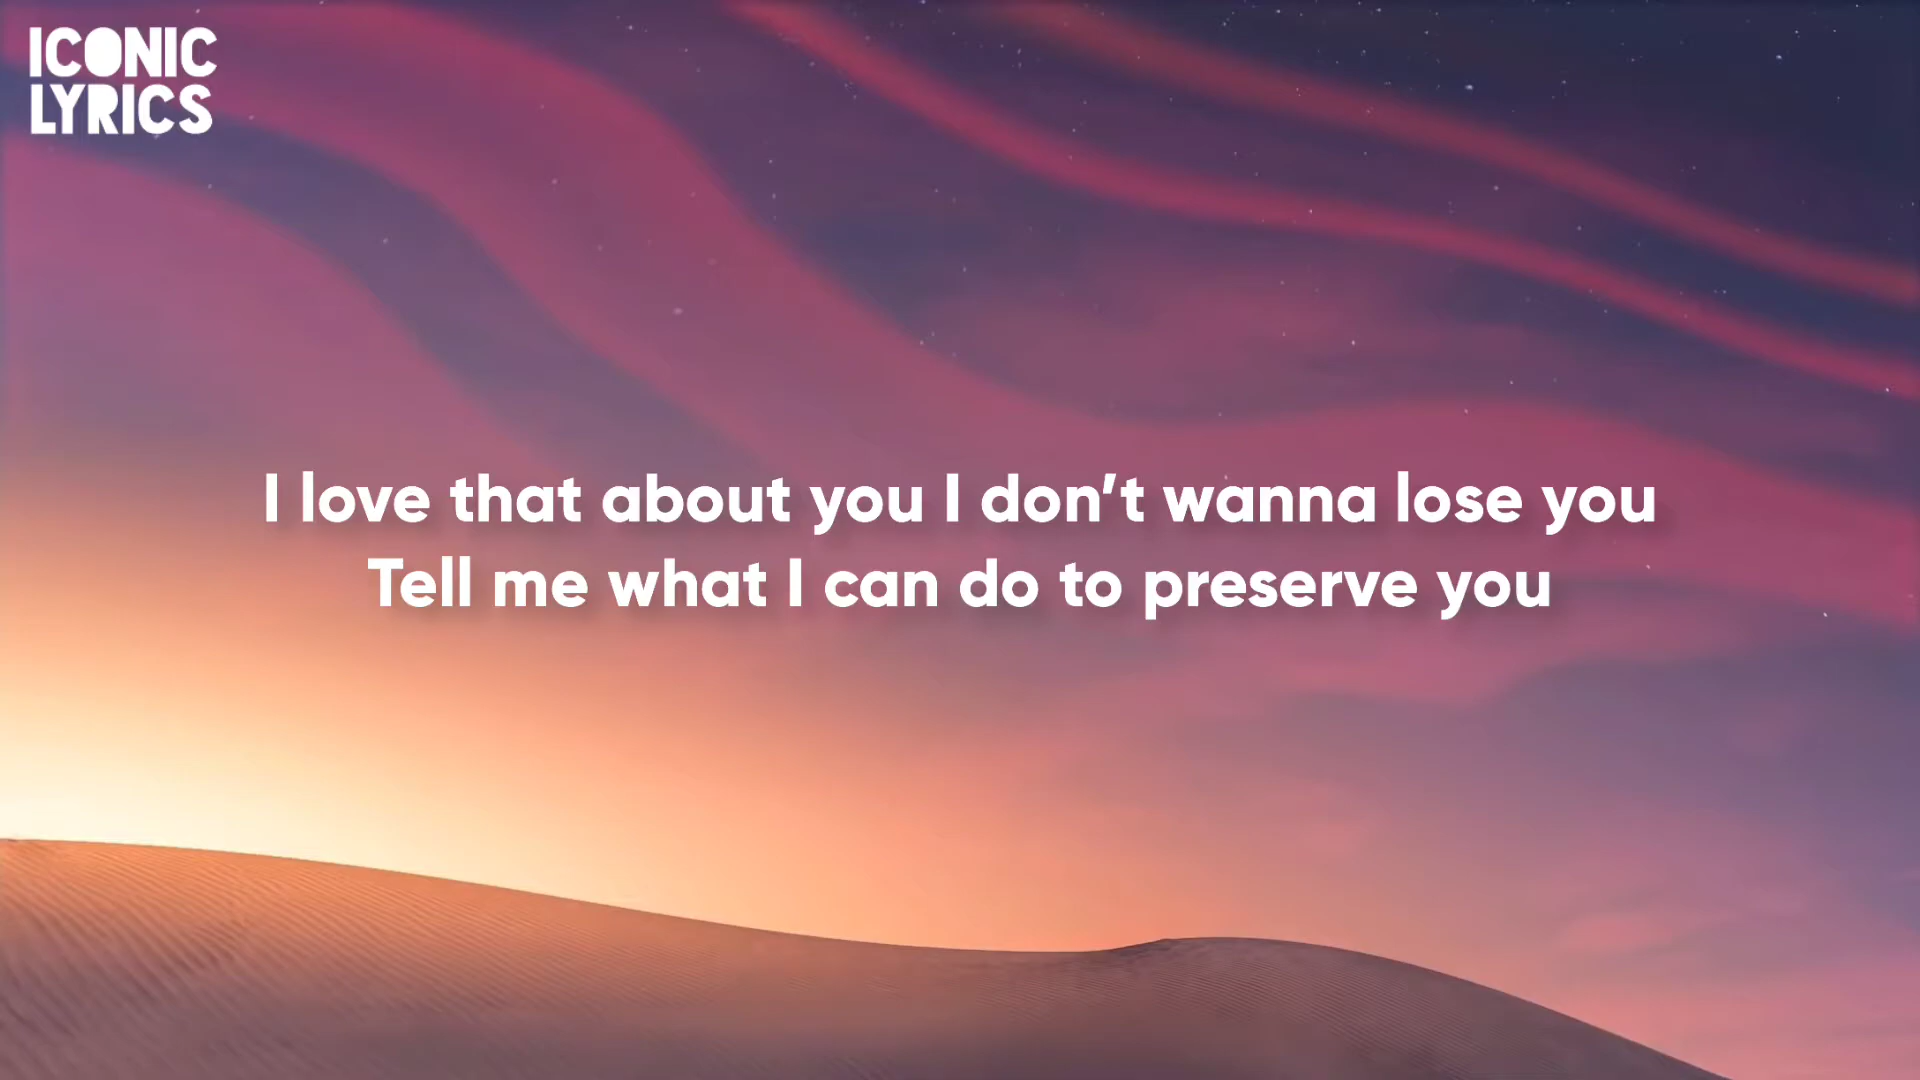 ICONIC
LYRICS
I love that about you I don’t wanna lose you
Tell me what I can do to preserve you